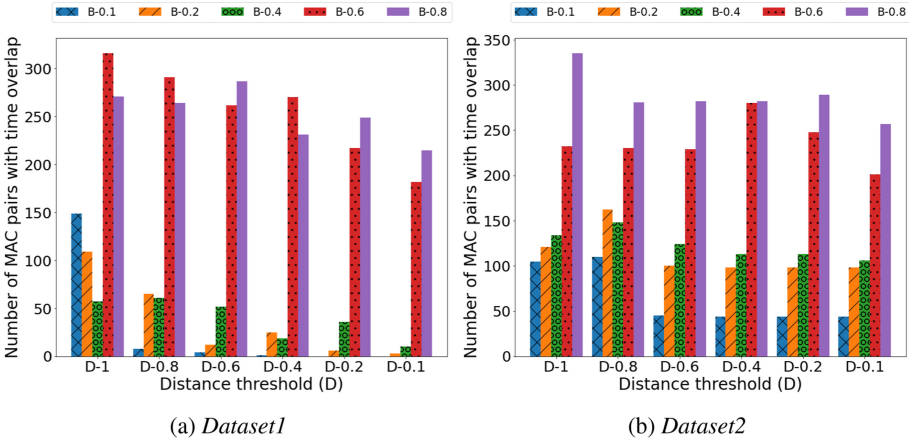 B-0.1 B-0.2 B-0.4 B-0.6 B-0.8
Number of MAC pairs with time overlap
300
250
200
150
100
50
0
D-1 D-0.8 D-0.6 D-0.4 D-0.2 D-0.1
Distance threshold (D)
(a) Dataset1
B-0.1 B-0.2 B-0.4 B-0.6 B-0.8
Number of MAC pairs with time overlap
350
300
250
200
150
100
50
0
D-1 D-0.8 D-0.6 D-0.4 D-0.2 D-0.1
Distance threshold (D)
(b) Dataset2